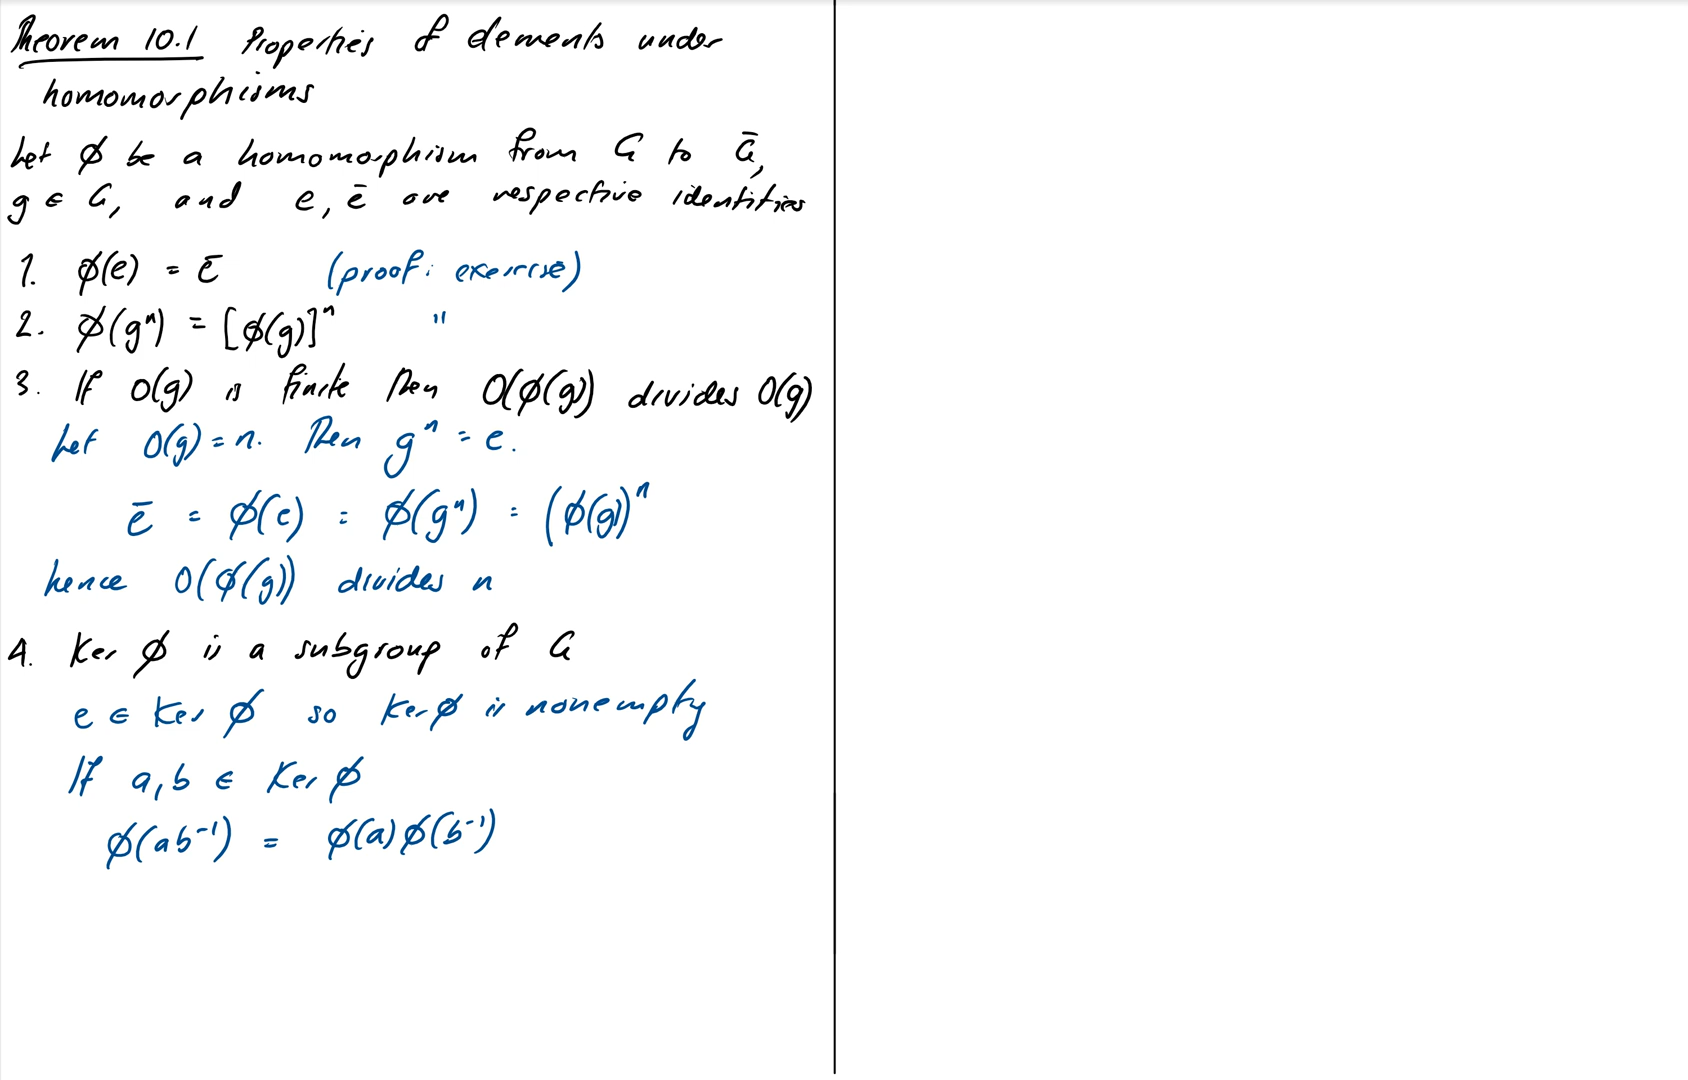 Theorem 10.1 Properties of elements under
homomorphisms
Let ϕ be a homomorphism from G to G̅,
g ∈ G, and e, e̅ are respective identities
1. ϕ(e) = e̅ (proof: exercise)
2. ϕ(gⁿ) = [ϕ(g)]ⁿ "
3. If O(g) is finite then O(ϕ(g)) divides O(g)
Let O(g) = n. Then gⁿ = e.
e̅ = ϕ(e) = ϕ(gⁿ) = (ϕ(g))ⁿ
hence O(ϕ(g)) divides n
4. Ker ϕ is a subgroup of G
e ∈ Ker ϕ so Ker ϕ is nonempty
If a, b ∈ Ker ϕ
ϕ(ab⁻¹) = ϕ(a)ϕ(b⁻¹)